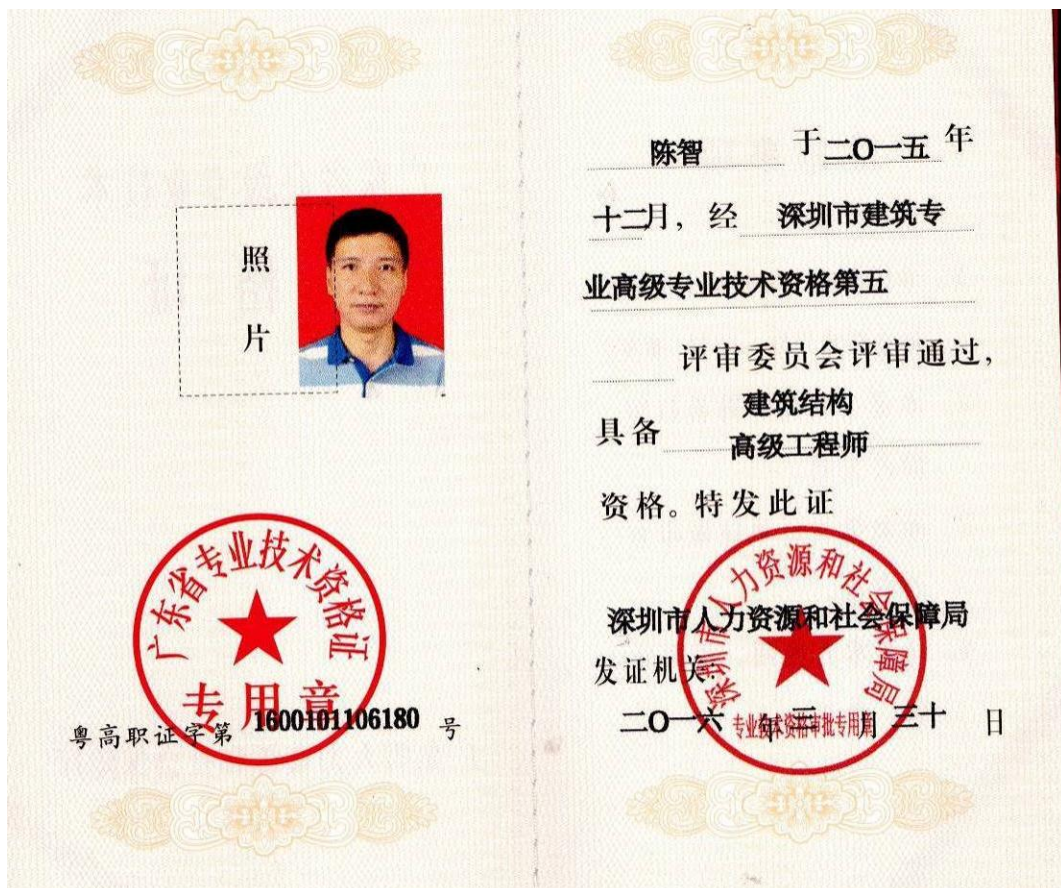 照
片
广东省专业技术资格证
专用章
粤高职证字第 1600101106180 号
陈智 于二〇一五年
十二月，经 深圳市建筑专
业高级专业技术资格第五
评审委员会评审通过，
具备 建筑结构
高级工程师
资格。特发此证
深圳市人力资源和社会保障局
深圳市人力资源和社会保障局
发证机关：
二〇一六 年 三 月 三十 日
专业技术资格审批专用章